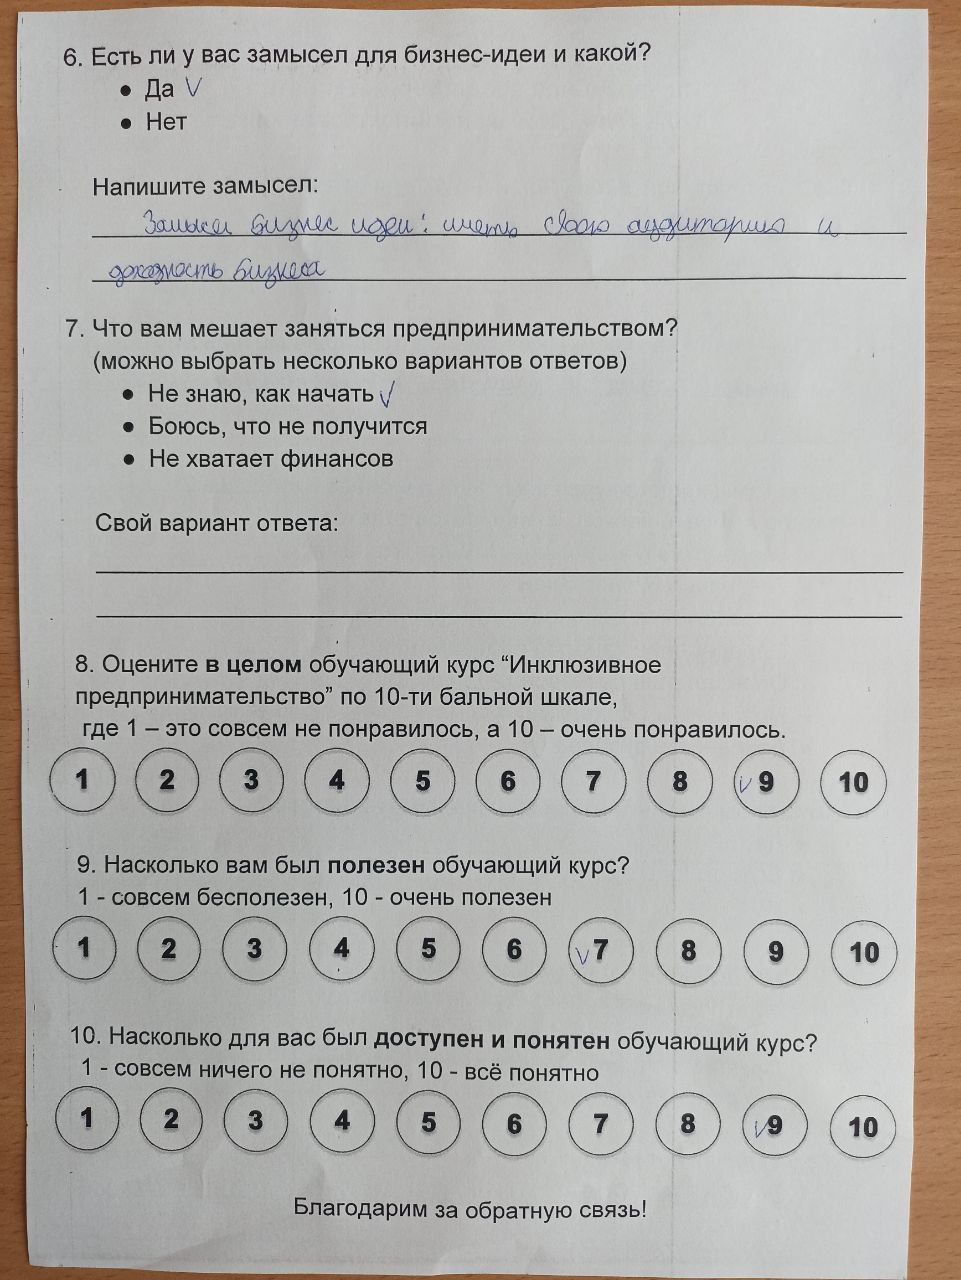 6. Есть ли у вас замысел для бизнес-идеи и какой?
• Да V
• Нет
Напишите замысел:
Замысел бизнес идеи: иметь свою аудиторию и
доходность бизнеса
7. Что вам мешает заняться предпринимательством?
(можно выбрать несколько вариантов ответов)
• Не знаю, как начать V
• Боюсь, что не получится
• Не хватает финансов
Свой вариант ответа:
8. Оцените в целом обучающий курс “Инклюзивное
предпринимательство” по 10-ти бальной шкале,
где 1 – это совсем не понравилось, а 10 – очень понравилось.
1 2 3 4 5 6 7 8 V 9 10
9. Насколько вам был полезен обучающий курс?
1 - совсем бесполезен, 10 - очень полезен
1 2 3 4 5 6 V 7 8 9 10
10. Насколько для вас был доступен и понятен обучающий курс?
1 - совсем ничего не понятно, 10 - всё понятно
1 2 3 4 5 6 7 8 V 9 10
Благодарим за обратную связь!